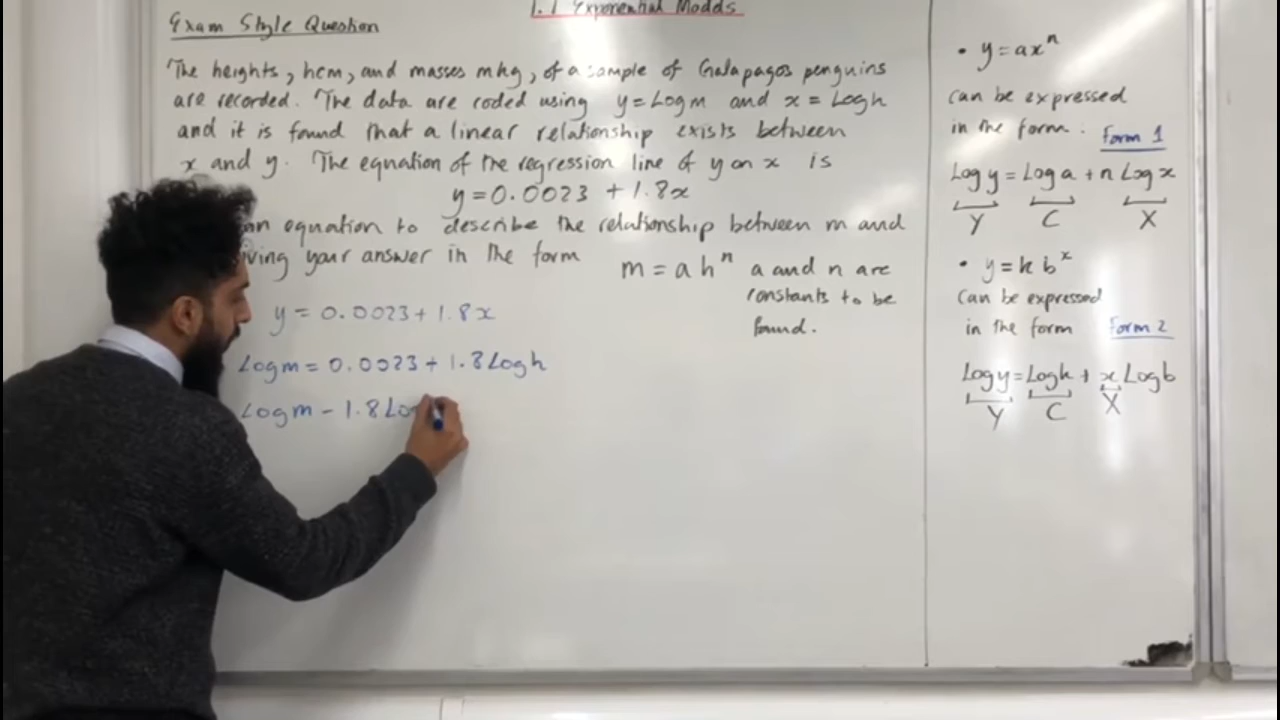 1.1 Exponential Models
Exam Style Question
The heights, hcm, and masses mkg, of a sample of Galapagos penguins
are recorded. The data are coded using y = Log m and x = Log h
and it is found that a linear relationship exists between
x and y. The equation of the regression line of y on x is
y = 0.0023 + 1.8x
an equation to describe the relationship between m and
iving your answer in the form m = ahⁿ a and n are
constants to be
found.
y = 0.0023 + 1.8x
Log m = 0.0023 + 1.8 Log h
Log m - 1.8 Lo
• y = axⁿ
can be expressed
in the form. Form 1
Log y = Log a + n Log x
Y C X
• y = k bˣ
can be expressed
in the form Form 2
Log y = Log k + x Log b
Y C X